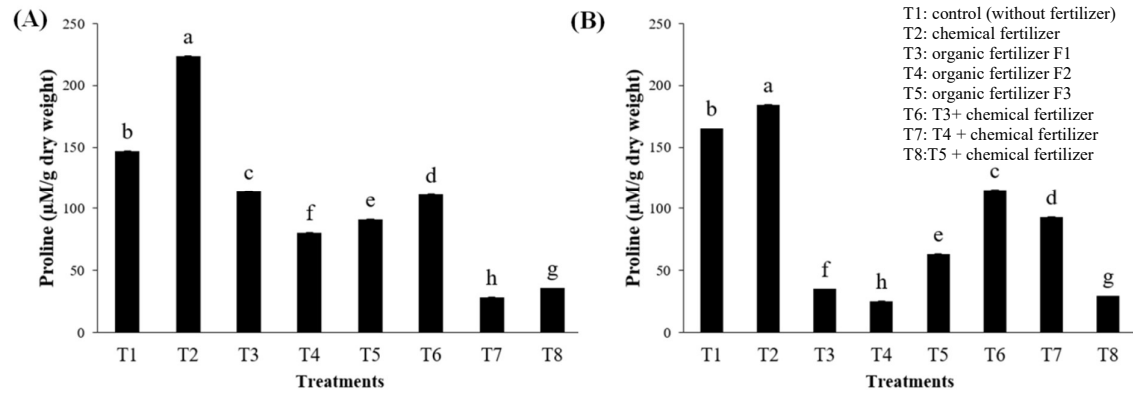 (A)
Proline (µM/g dry weight)
250
200
150
100
50
0
b
a
c
f
e
d
h
g
T1 T2 T3 T4 T5 T6 T7 T8
Treatments
(B)
Proline (µM/g dry weight)
250
200
150
100
50
0
b
a
f
h
e
c
d
g
T1 T2 T3 T4 T5 T6 T7 T8
Treatments
T1: control (without fertilizer)
T2: chemical fertilizer
T3: organic fertilizer F1
T4: organic fertilizer F2
T5: organic fertilizer F3
T6: T3+ chemical fertilizer
T7: T4 + chemical fertilizer
T8:T5 + chemical fertilizer